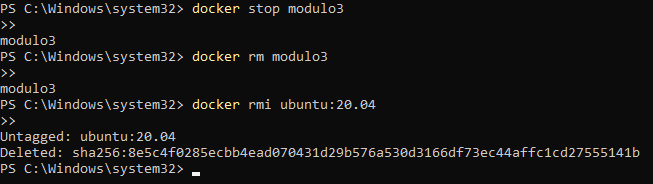 PS C:\Windows\system32> docker stop modulo3
>>
modulo3
PS C:\Windows\system32> docker rm modulo3
>>
modulo3
PS C:\Windows\system32> docker rmi ubuntu:20.04
>>
Untagged: ubuntu:20.04
Deleted: sha256:8e5c4f0285ecbb4ead070431d29b576a530d3166df73ec44affc1cd27555141b
PS C:\Windows\system32>